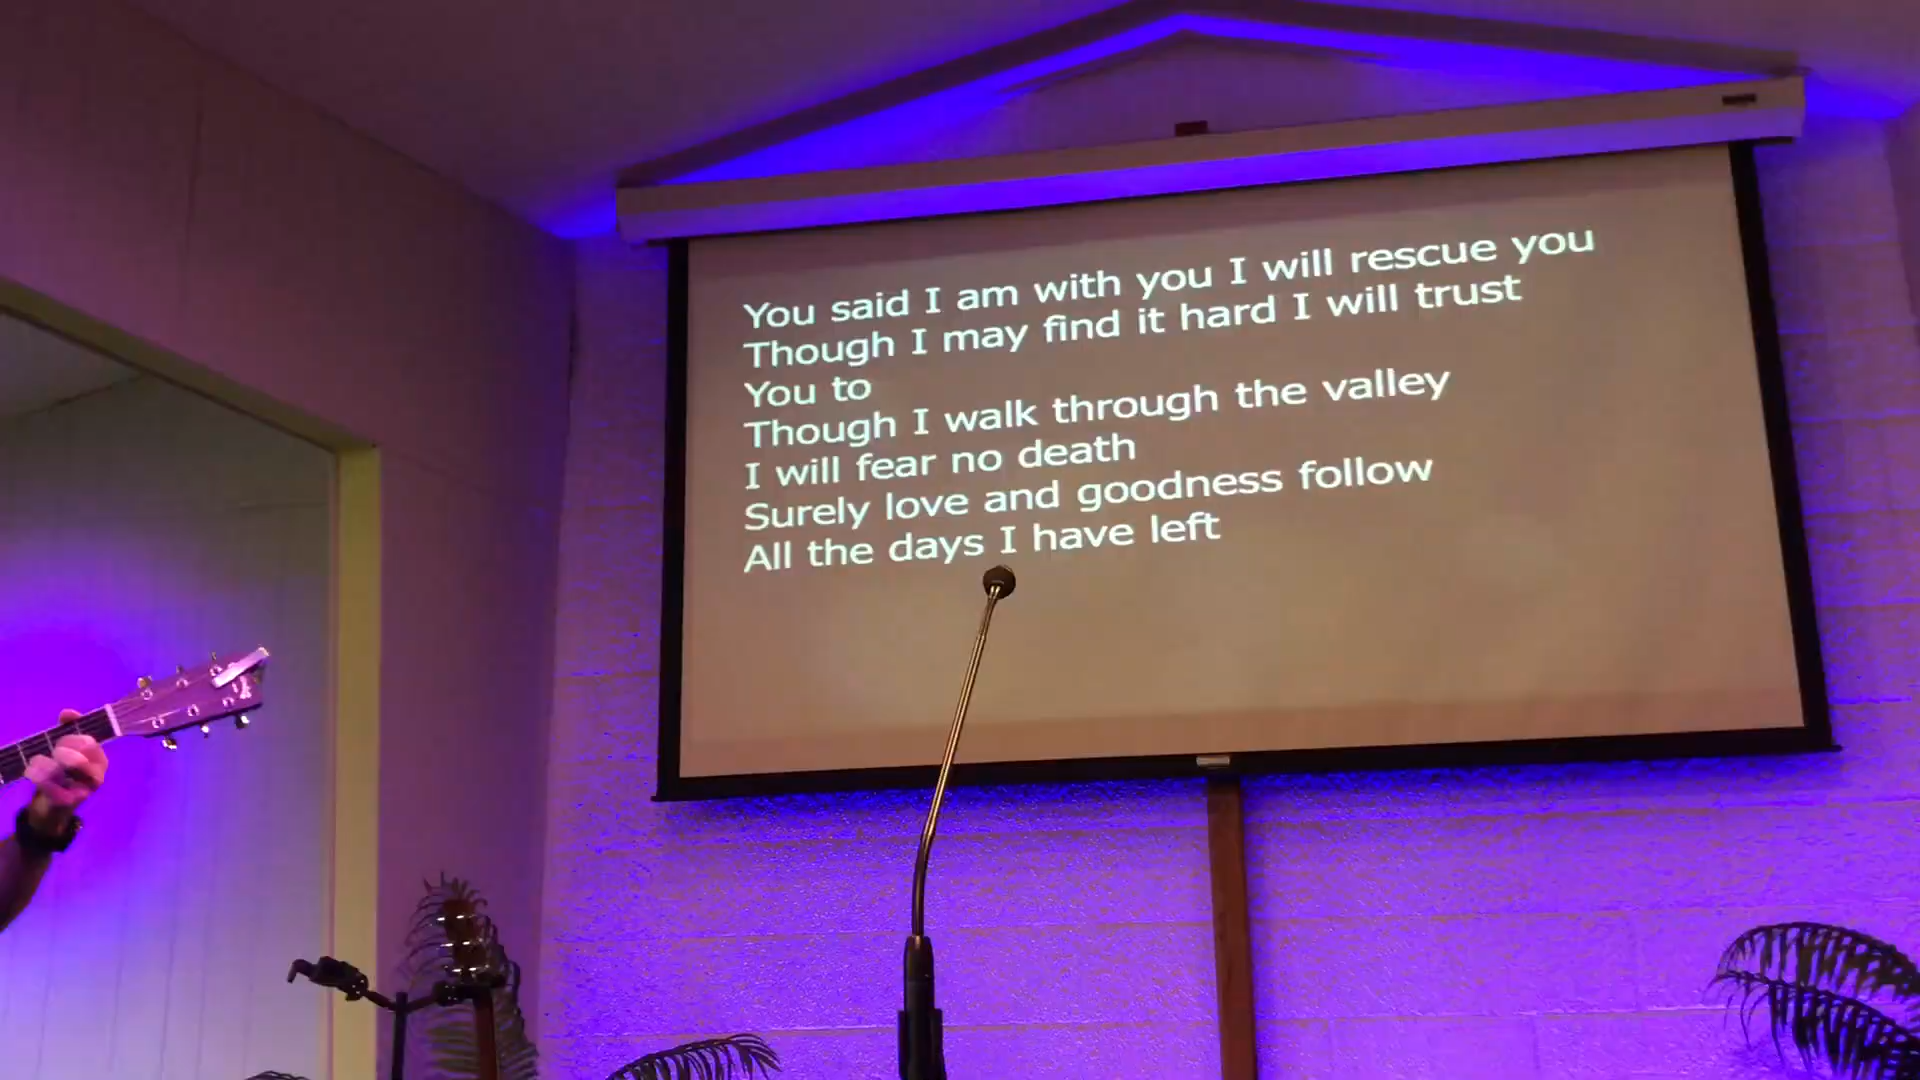 You said I am with you I will rescue you
Though I may find it hard I will trust
You to
Though I walk through the valley
I will fear no death
Surely love and goodness follow
All the days I have left